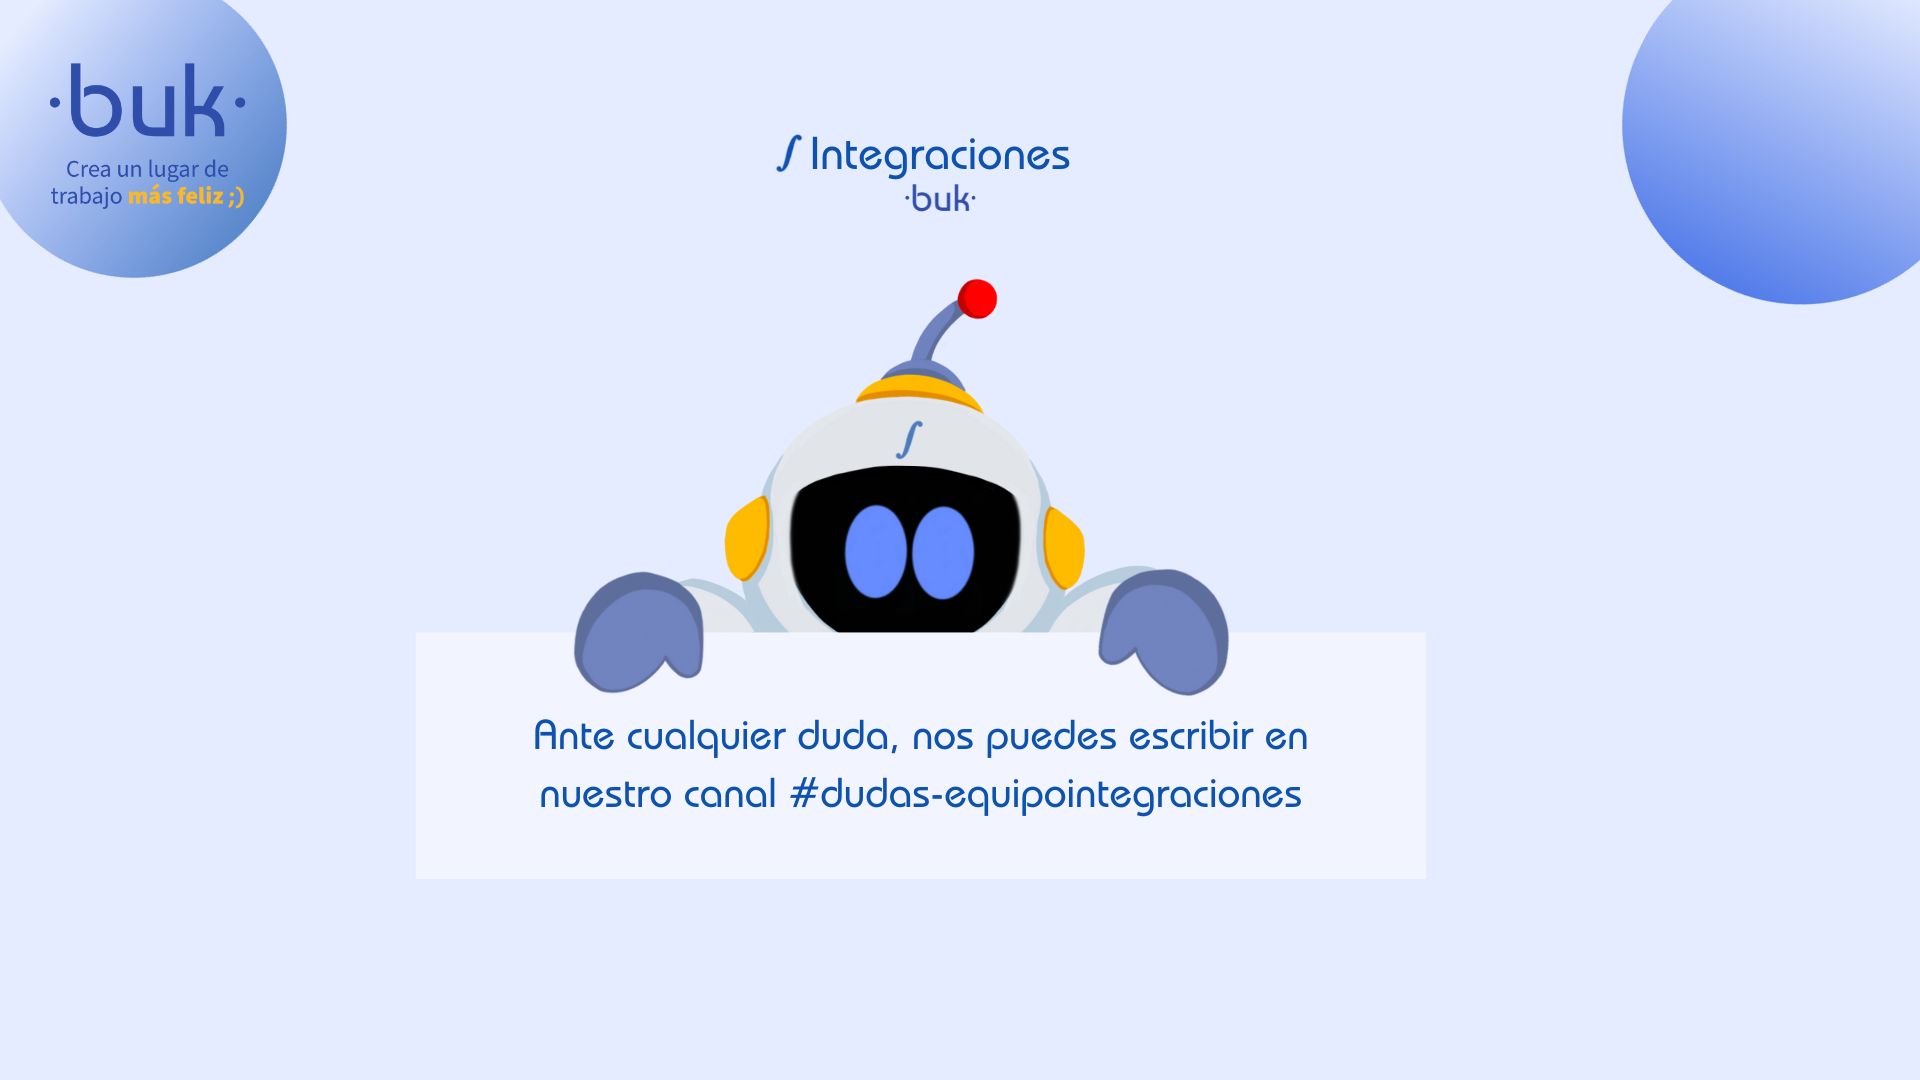 ·buk·
Crea un lugar de
trabajo más feliz ;)
∫ Integraciones
·buk·
∫
Ante cualquier duda, nos puedes escribir en
nuestro canal #dudas-equipointegraciones